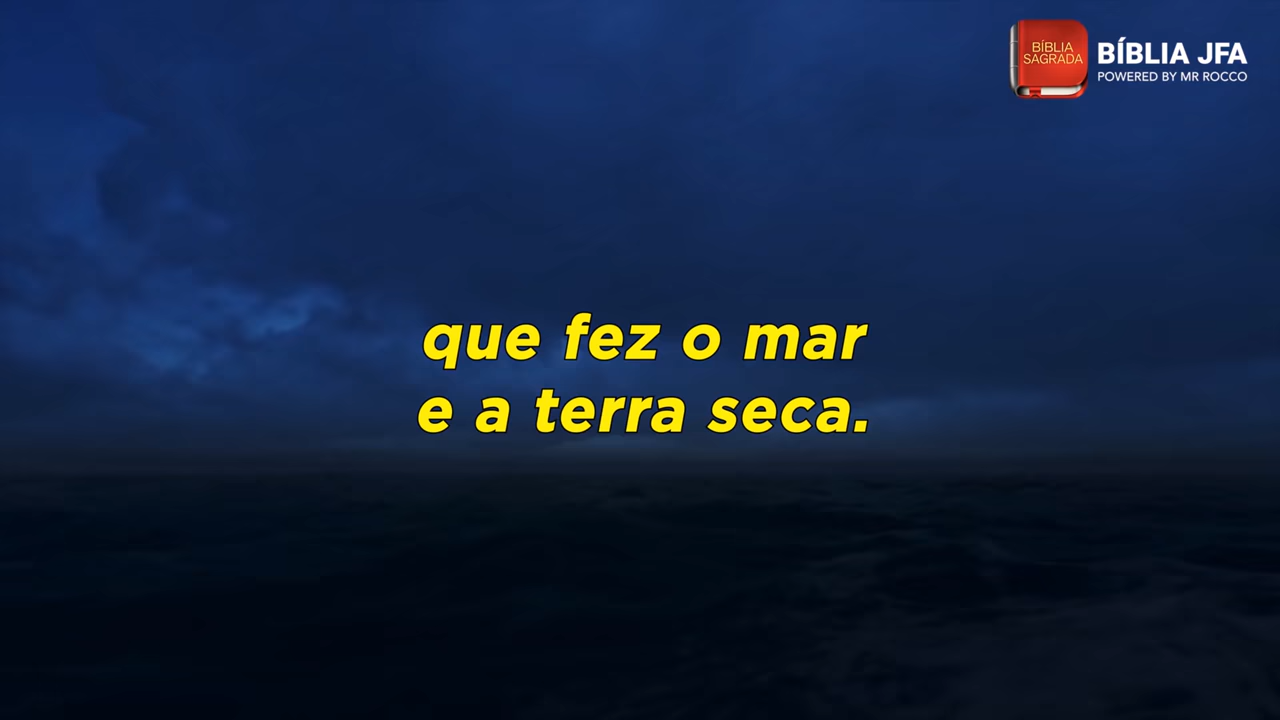 BÍBLIA
SAGRADA
BÍBLIA JFA
POWERED BY MR ROCCO
que fez o mar
e a terra seca.